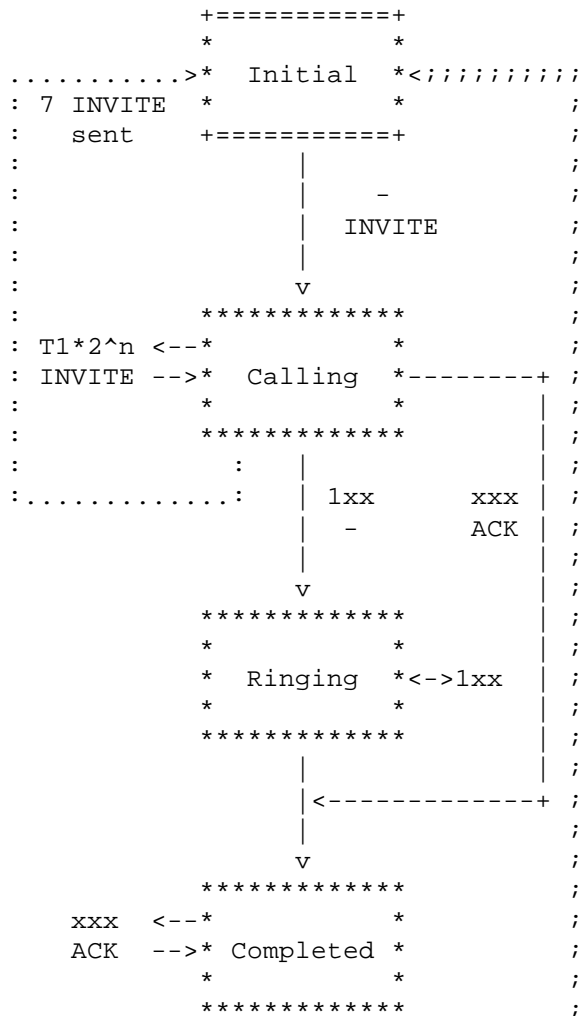 +===========+
                *           *
    ...........>*  Initial  *<;;;;;;;;;;
    : 7 INVITE  *           *          ;
    :   sent    +===========+          ;
    :                 |                ;
    :                 |    -           ;
    :                 |  INVITE        ;
    :                 |                ;
    :                 v                ;
    :           *************          ;
    : T1*2^n <--*           *          ;
    : INVITE -->*  Calling  *--------+ ;
    :           *           *        | ;
    :           *************        | ;
    :             :   |              | ;
    :.............:   | 1xx      xxx | ;
                      |  -       ACK | ;
                      |              | ;
                      v              | ;
                *************        | ;
                *           *        | ;
                *  Ringing  *<->1xx  | ;
                *           *        | ;
                *************        | ;
                      |              | ;
                      |<-------------+ ;
                      |                ;
                      v                ;
                *************          ;
        xxx  <--*           *          ;
        ACK  -->* Completed *          ;
                *           *          ;
                *************          ;